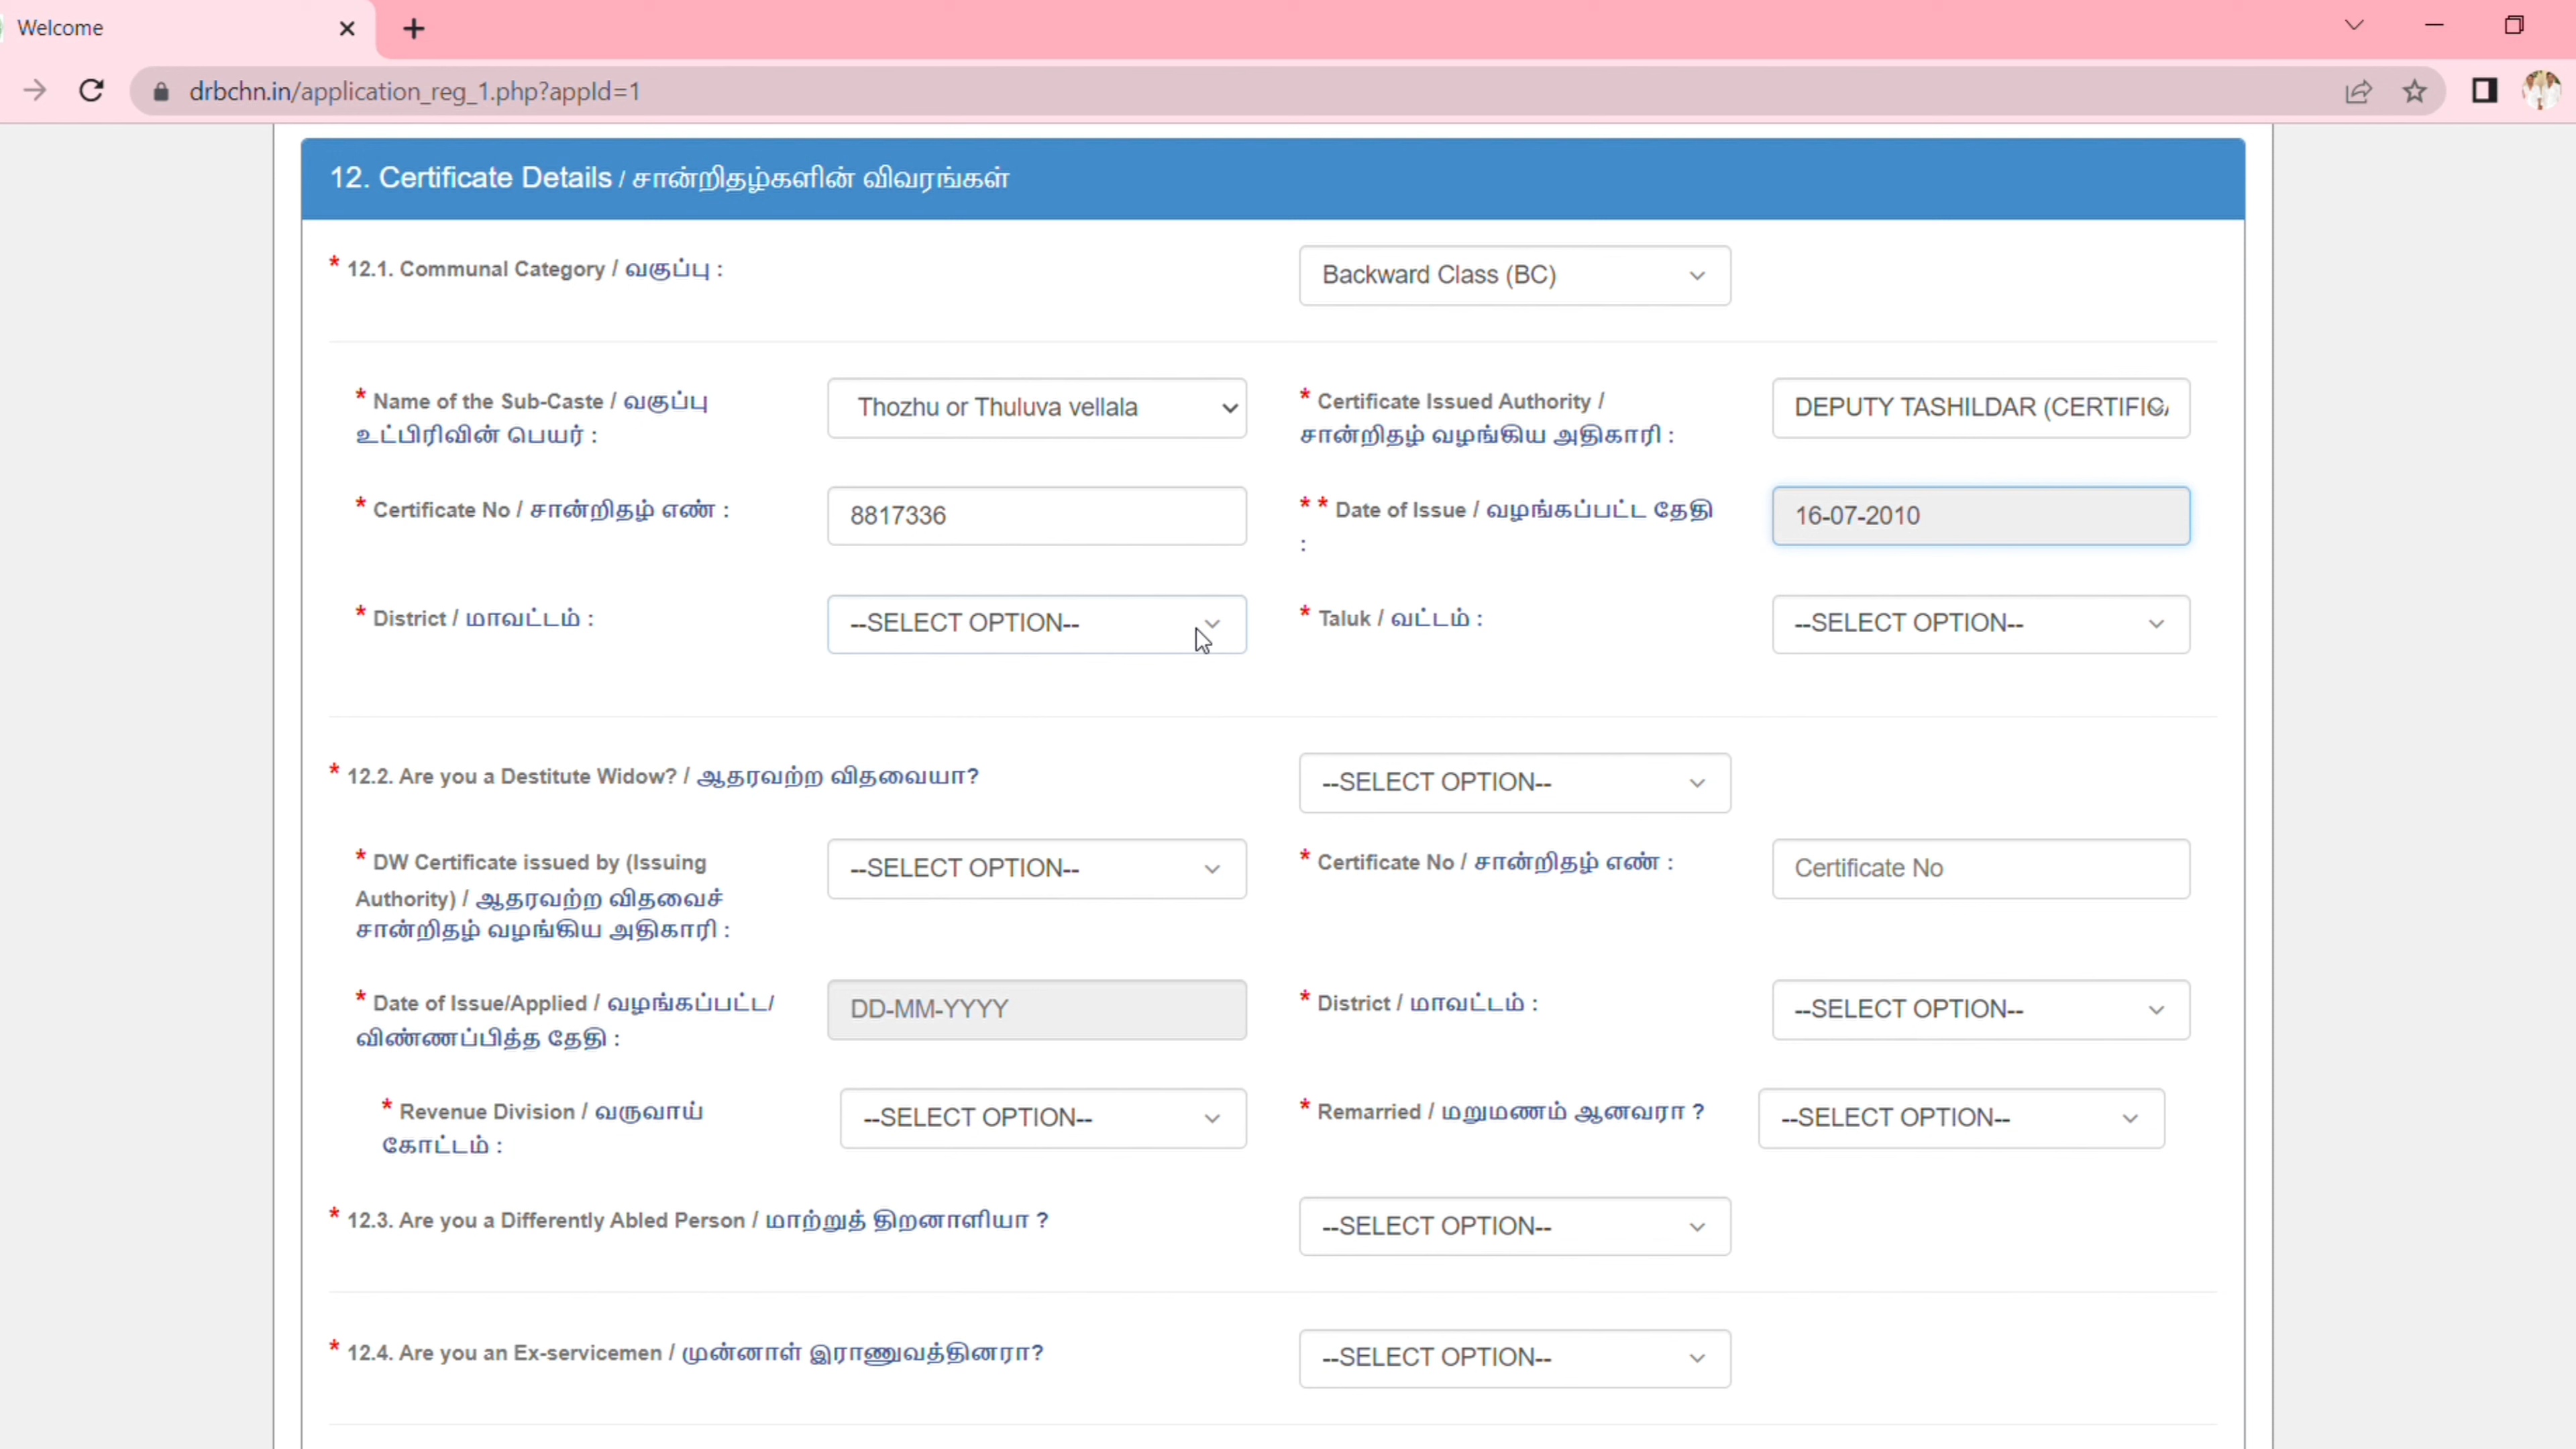 Welcome
drbchn.in/application_reg_1.php?appId=1
12. Certificate Details / சான்றிதழ்களின் விவரங்கள்
* 12.1. Communal Category / வகுப்பு :
Backward Class (BC)
* Name of the Sub-Caste / வகுப்பு
உட்பிரிவின் பெயர் :
Thozhu or Thuluva vellala
* Certificate Issued Authority /
சான்றிதழ் வழங்கிய அதிகாரி :
DEPUTY TASHILDAR (CERTIFICA
* Certificate No / சான்றிதழ் எண் :
8817336
* * Date of Issue / வழங்கப்பட்ட தேதி
:
16-07-2010
* District / மாவட்டம் :
--SELECT OPTION--
* Taluk / வட்டம் :
--SELECT OPTION--
* 12.2. Are you a Destitute Widow? / ஆதரவற்ற விதவையா?
--SELECT OPTION--
* DW Certificate issued by (Issuing
Authority) / ஆதரவற்ற விதவைச்
சான்றிதழ் வழங்கிய அதிகாரி :
--SELECT OPTION--
* Certificate No / சான்றிதழ் எண் :
Certificate No
* Date of Issue/Applied / வழங்கப்பட்ட/
விண்ணப்பித்த தேதி :
DD-MM-YYYY
* District / மாவட்டம் :
--SELECT OPTION--
* Revenue Division / வருவாய்
கோட்டம் :
--SELECT OPTION--
* Remarried / மறுமணம் ஆனவரா ?
--SELECT OPTION--
* 12.3. Are you a Differently Abled Person / மாற்றுத் திறனாளியா ?
--SELECT OPTION--
* 12.4. Are you an Ex-servicemen / முன்னாள் இராணுவத்தினரா?
--SELECT OPTION--